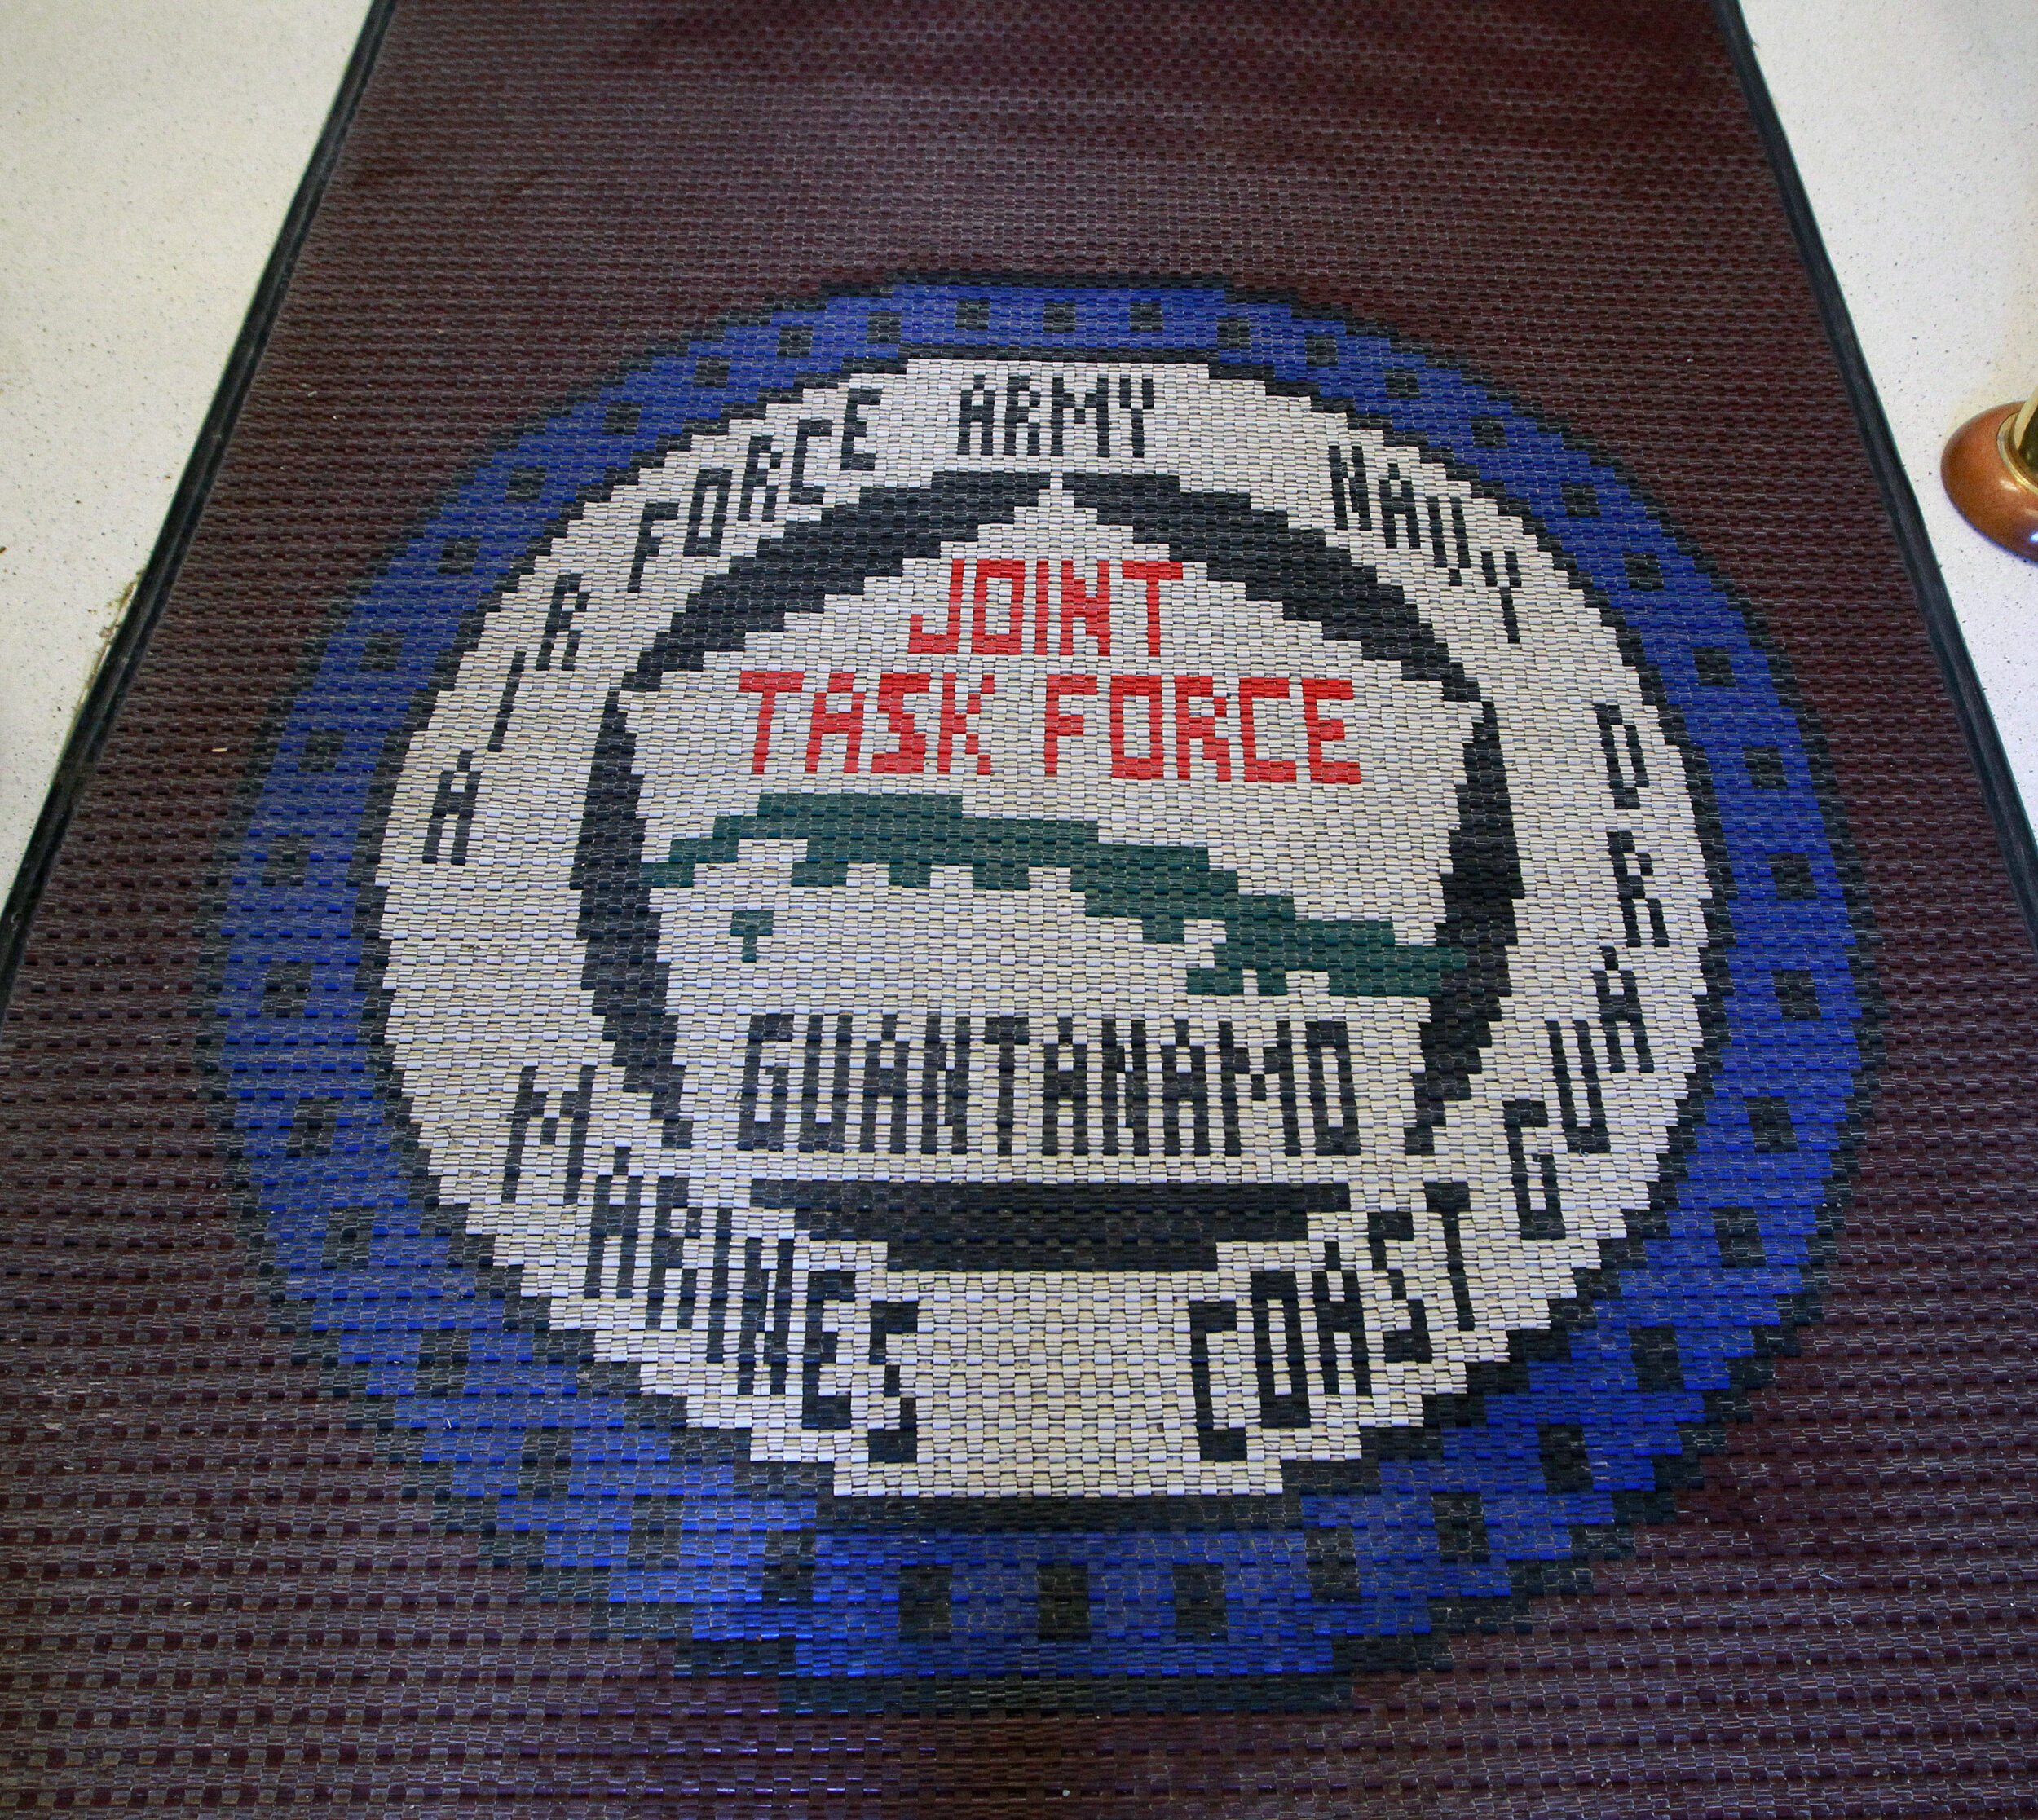 AIR FORCE ARMY NAVY
JOINT
TASK FORCE
GUANTANAMO
MARINES COAST GUARD